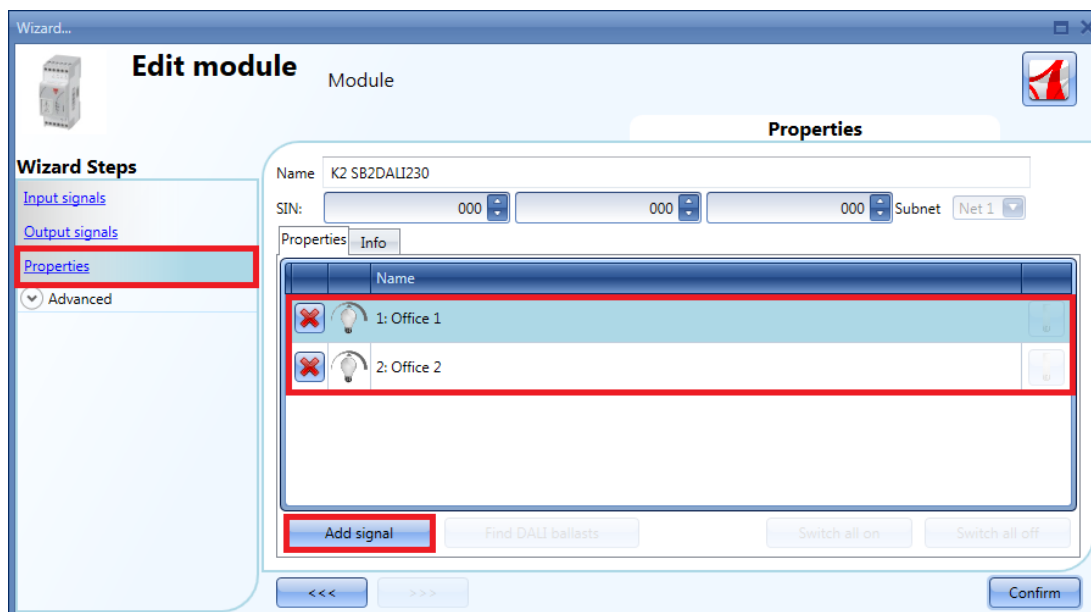 Wizard...
Edit module
Module
Properties
Wizard Steps
Input signals
Output signals
Properties
Advanced
Name K2 SB2DALI230
SIN: 000 000 000 Subnet Net 1
Properties Info
Name
1: Office 1
2: Office 2
Add signal Find DALI ballasts Switch all on Switch all off
<<< >>> Confirm